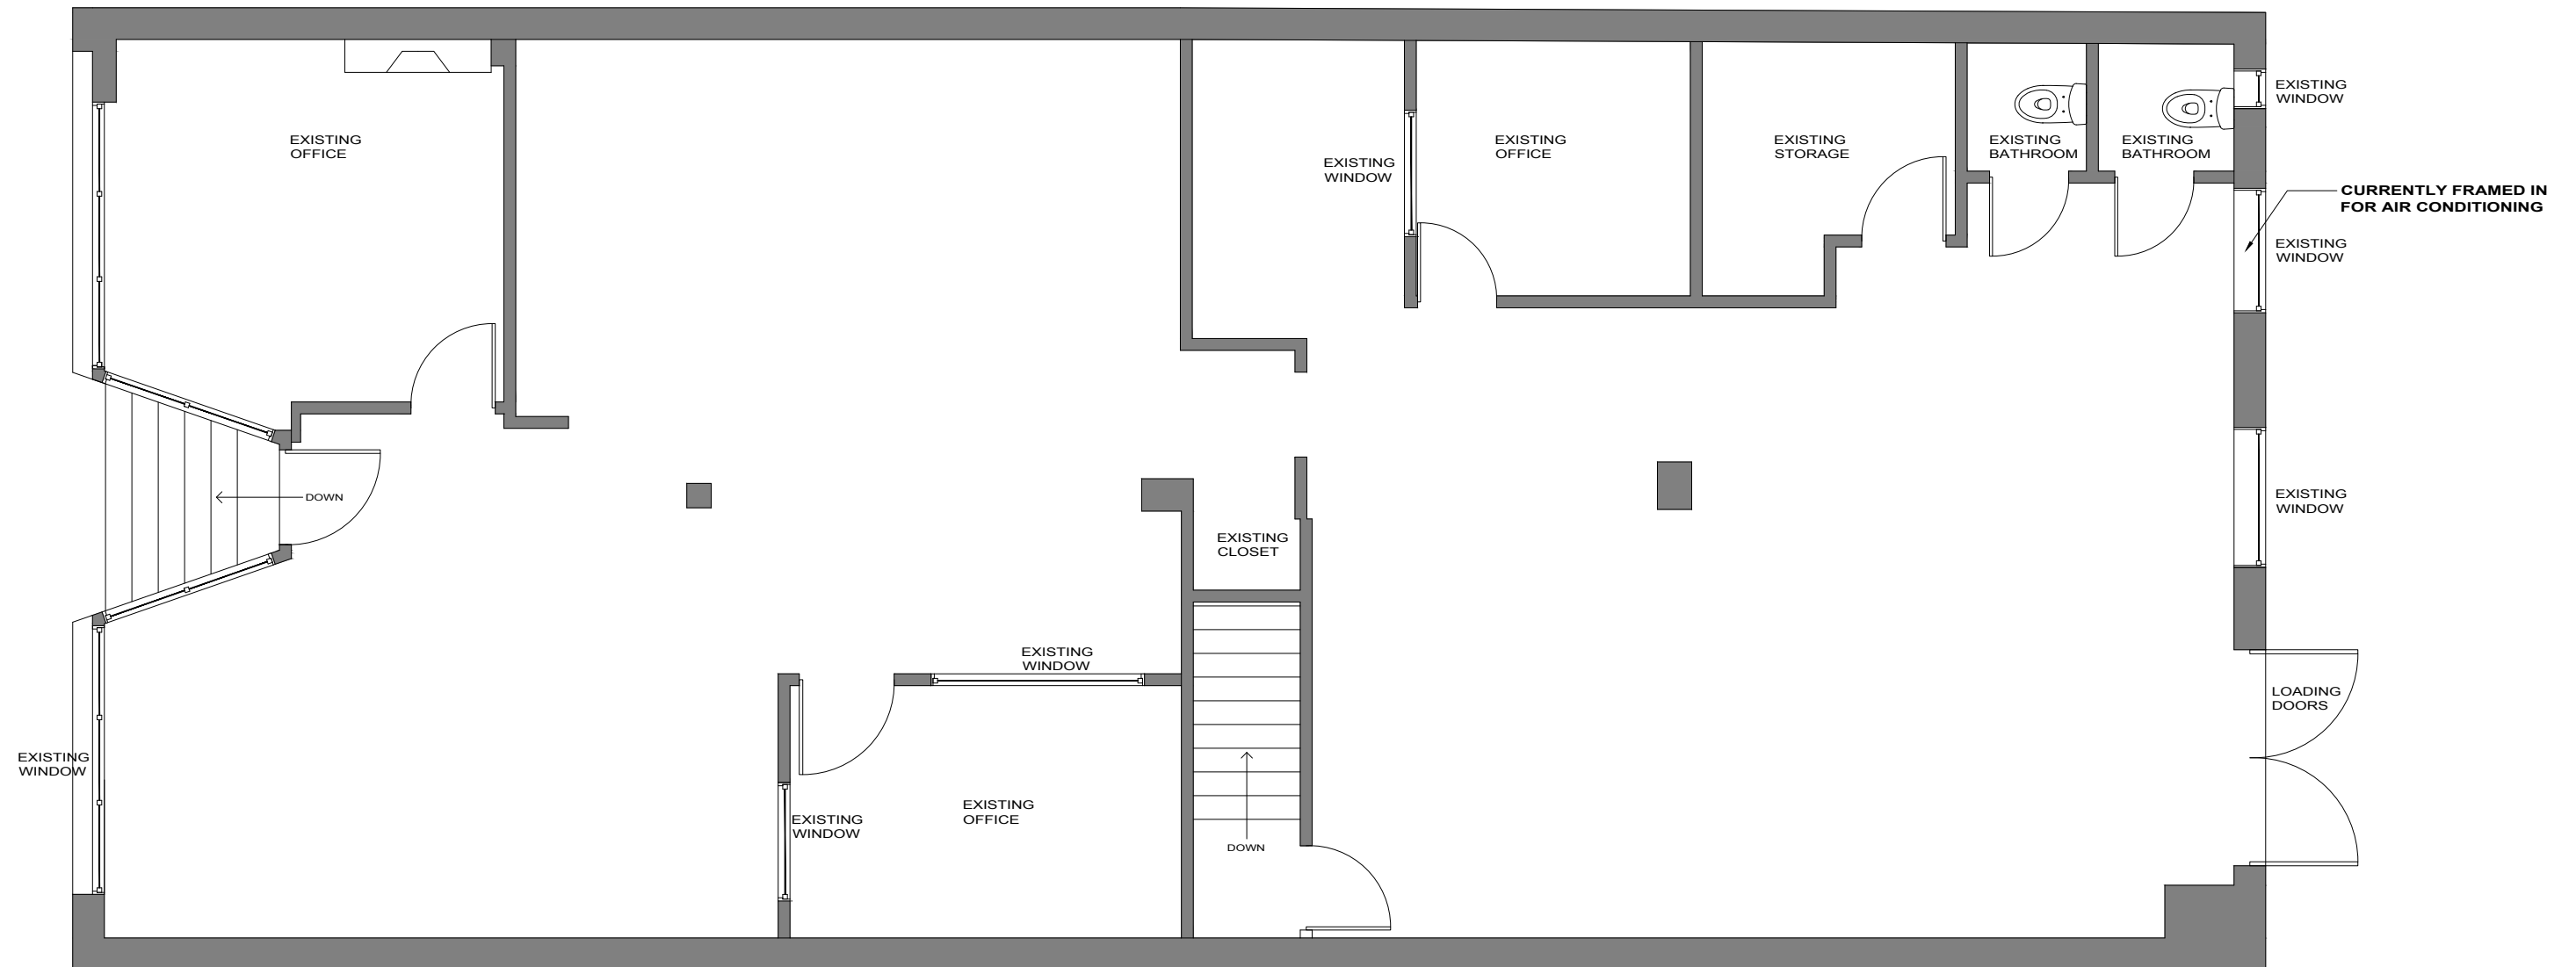 EXISTING
WINDOW
EXISTING
OFFICE
EXISTING
WINDOW
EXISTING
OFFICE
EXISTING
STORAGE
EXISTING
BATHROOM
EXISTING
BATHROOM
CURRENTLY FRAMED IN
FOR AIR CONDITIONING
EXISTING
WINDOW
DOWN
EXISTING
WINDOW
EXISTING
CLOSET
EXISTING
WINDOW
LOADING
DOORS
EXISTING
WINDOW
EXISTING
WINDOW
EXISTING
OFFICE
DOWN